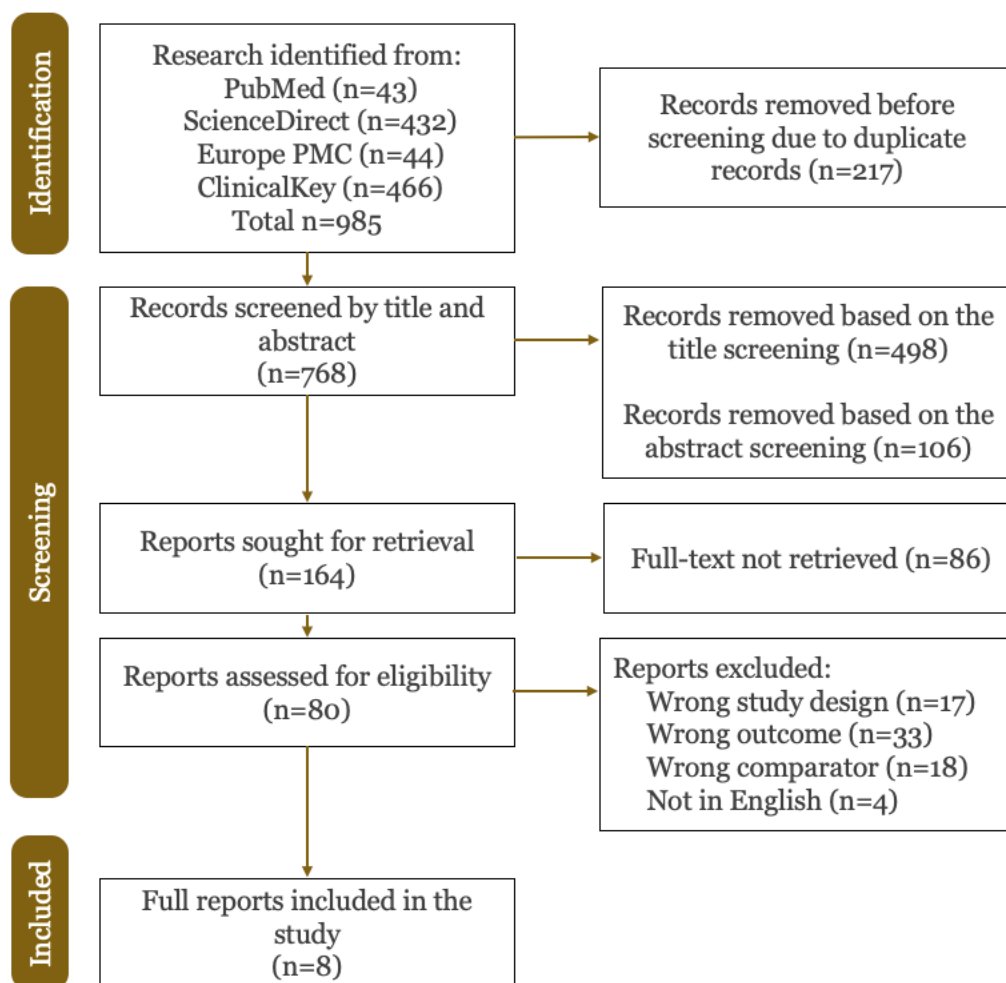 Identification
Research identified from:
PubMed (n=43)
ScienceDirect (n=432)
Europe PMC (n=44)
ClinicalKey (n=466)
Total n=985
Records removed before
screening due to duplicate
records (n=217)
Screening
Records screened by title and
abstract
(n=768)
Records removed based on the
title screening (n=498)
Records removed based on the
abstract screening (n=106)
Reports sought for retrieval
(n=164)
Full-text not retrieved (n=86)
Reports assessed for eligibility
(n=80)
Reports excluded:
Wrong study design (n=17)
Wrong outcome (n=33)
Wrong comparator (n=18)
Not in English (n=4)
Included
Full reports included in the
study
(n=8)